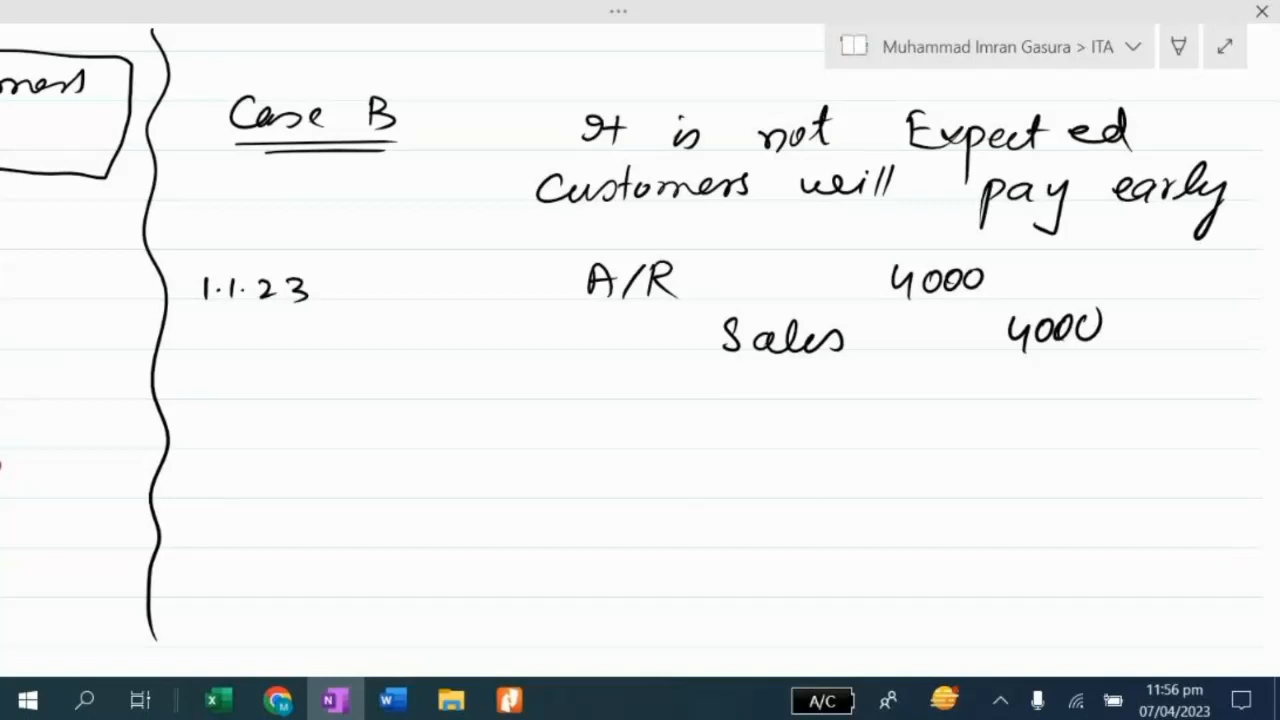 Muhammad Imran Gasura > ITA
Case B
It is not Expected
customers will pay early
1.1.23 A/R 4000
Sales 4000
A/C
11:56 pm
07/04/2023